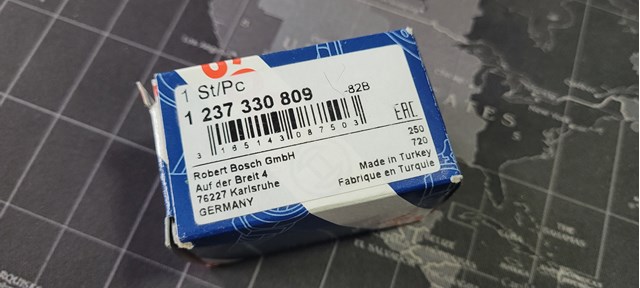 1 St/Pc
1 237 330 809
-82B
3 165143 087503
EAC
250
720
Robert Bosch GmbH
Auf der Breit 4
76227 Karlsruhe
GERMANY
Made in Turkey
Fabrique en Turquie